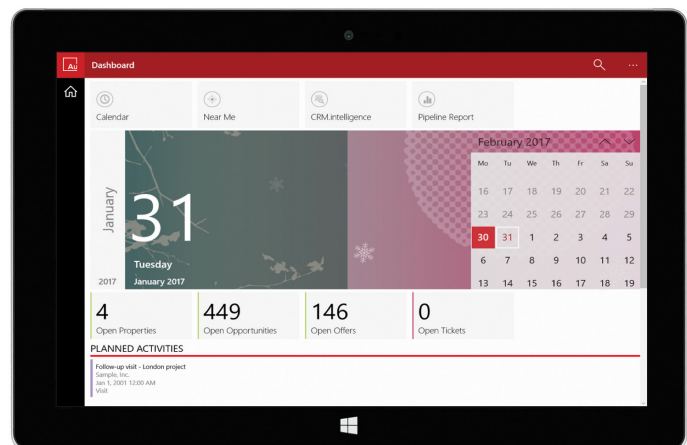 Au Dashboard
Calendar Near Me CRM.intelligence Pipeline Report
January
31
Tuesday
2017 January 2017
February 2017
Mo Tu We Th Fr Sa Su
16 17 18 19 20 21 22
23 24 25 26 27 28 29
30 31 1 2 3 4 5
6 7 8 9 10 11 12
13 14 15 16 17 18 19
4 449 146 0
Open Properties Open Opportunities Open Offers Open Tickets
PLANNED ACTIVITIES
Follow-up visit - London project
Sample, Inc.
Jan 1, 2001 12:00 AM
Visit